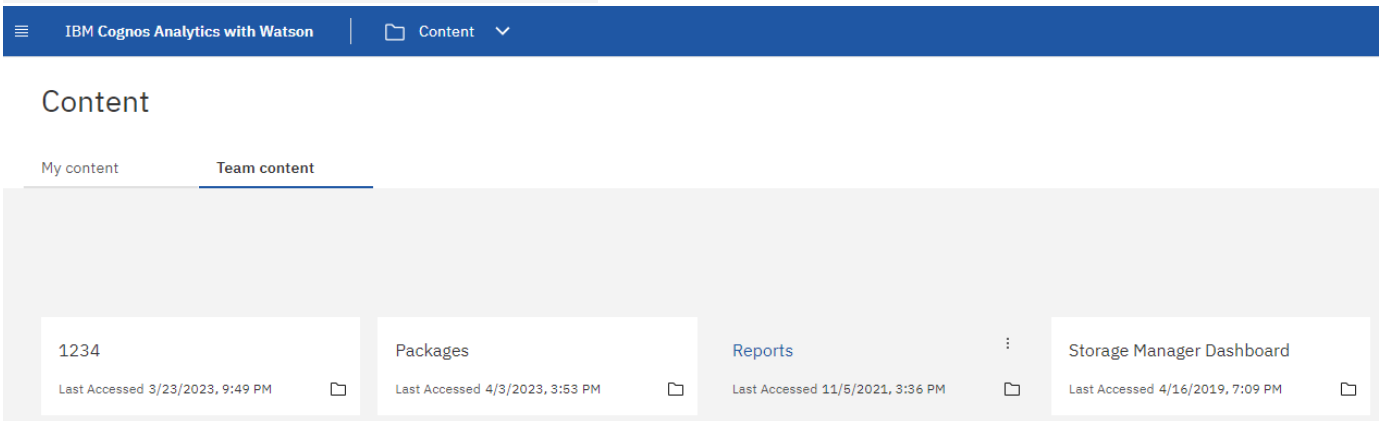 IBM Cognos Analytics with Watson
Content
Content
My content
Team content
1234
Last Accessed 3/23/2023, 9:49 PM
Packages
Last Accessed 4/3/2023, 3:53 PM
Reports
Last Accessed 11/5/2021, 3:36 PM
Storage Manager Dashboard
Last Accessed 4/16/2019, 7:09 PM